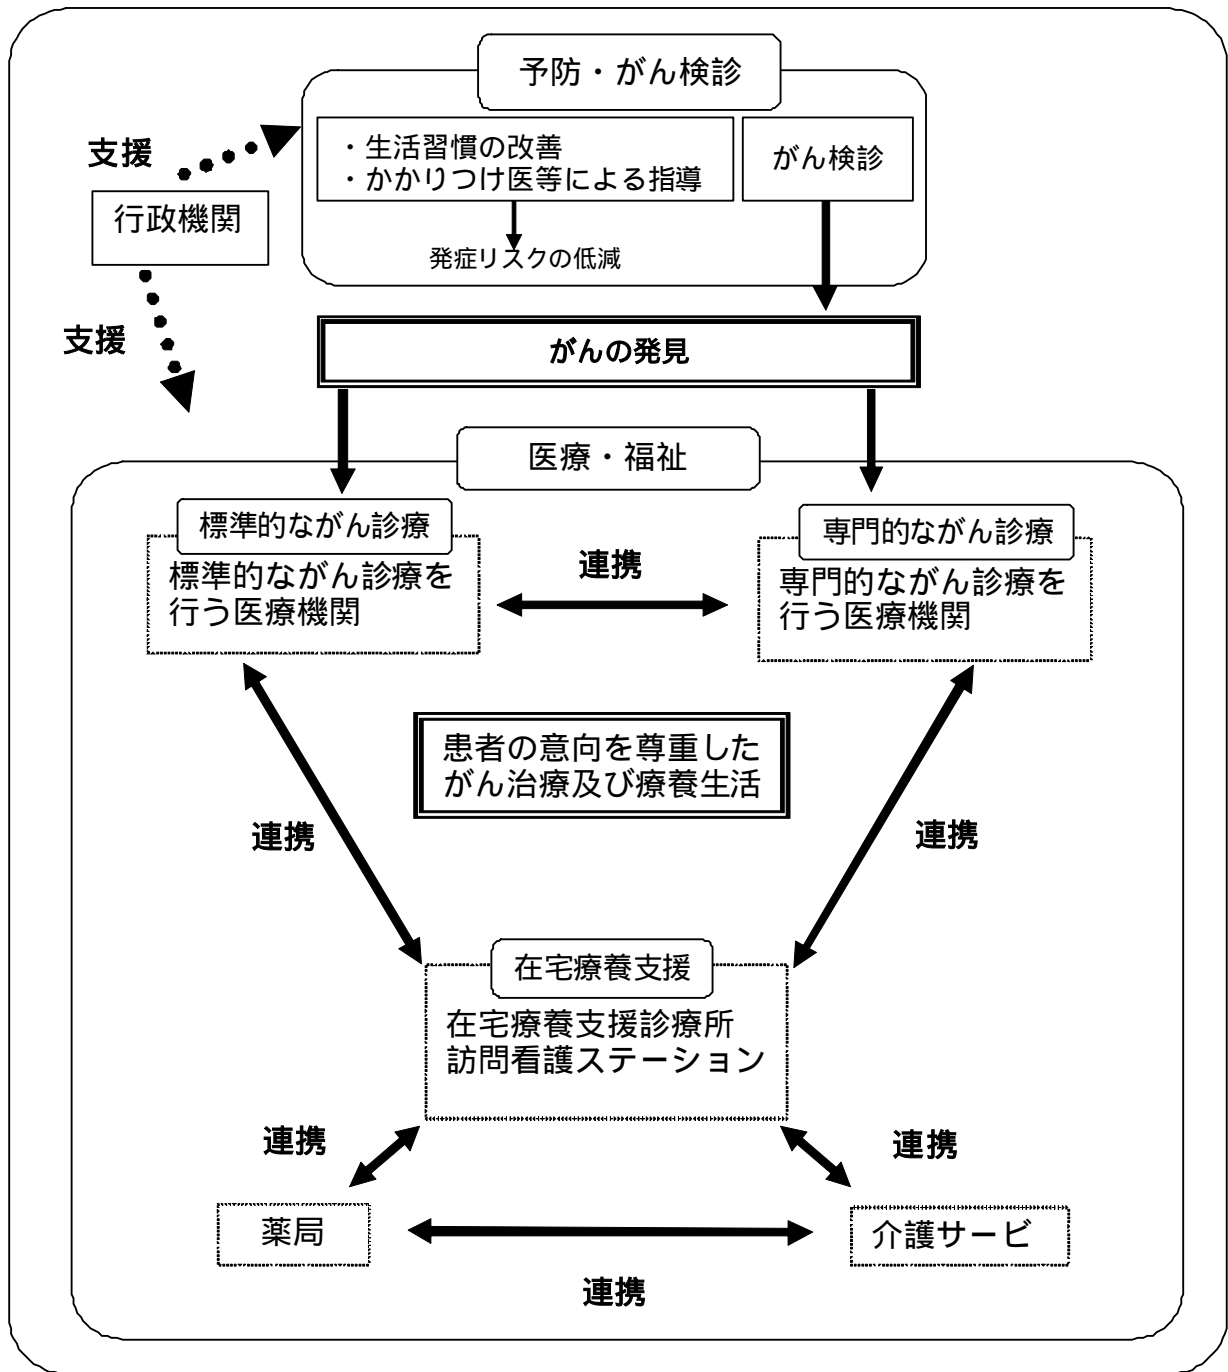 予防・がん検診
支援
・生活習慣の改善
・かかりつけ医等による指導
がん検診
行政機関
発症リスクの低減
支援
がんの発見
医療・福祉
標準的ながん診療
標準的ながん診療を
行う医療機関
連携
専門的ながん診療
専門的ながん診療を
行う医療機関
患者の意向を尊重した
がん治療及び療養生活
連携
連携
在宅療養支援
在宅療養支援診療所
訪問看護ステーション
連携
連携
薬局
介護サービ
連携